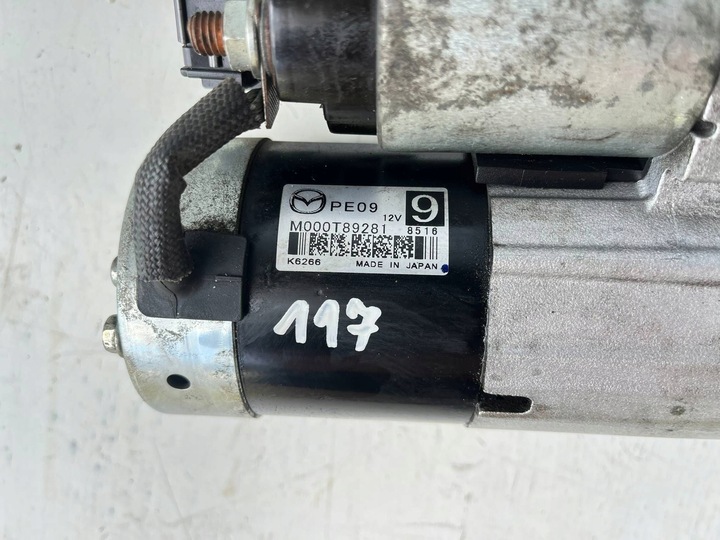 PE09 12V 9
M000T89281 8516
K6266 MADE IN JAPAN
117